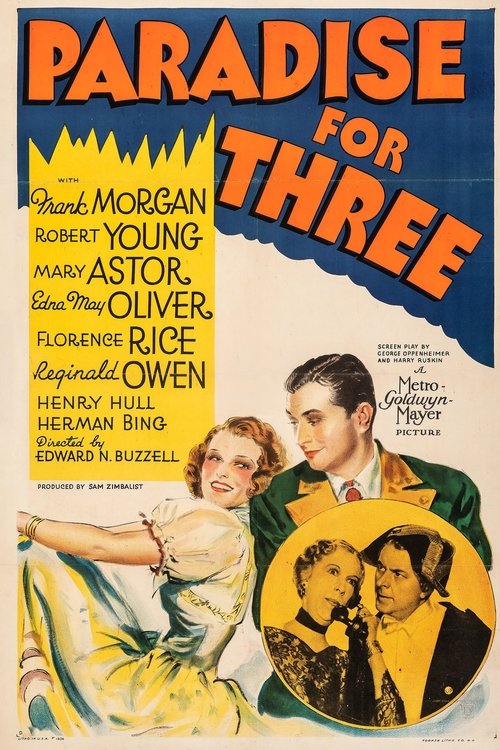 PARADISE
FOR
THREE
WITH
Frank MORGAN
ROBERT YOUNG
MARY ASTOR
Edna May OLIVER
FLORENCE RICE
Reginald OWEN
HENRY HULL
HERMAN BING
Directed by
EDWARD N. BUZZELL
PRODUCED BY SAM ZIMBALIST
SCREEN PLAY BY
GEORGE OPPENHEIMER
AND HARRY RUSKIN
A
Metro-
Goldwyn-
Mayer
PICTURE